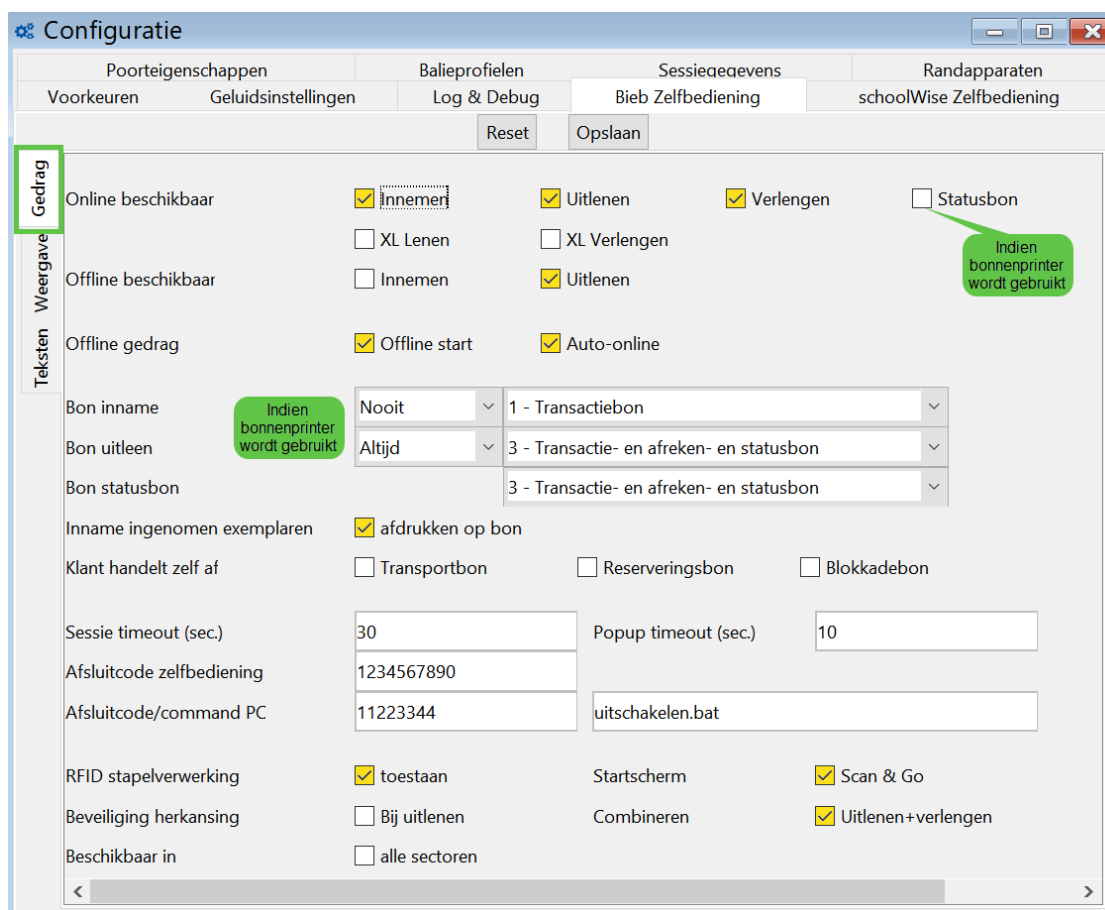 Configuratie
Poorteigenschappen Balieprofielen Sessiegegevens Randapparaten
Voorkeuren Geluidsinstellingen Log & Debug Bieb Zelfbediening schoolWise Zelfbediening
Reset Opslaan
Gedrag
Weergave
Teksten
Online beschikbaar Innemen Uitlenen Verlengen Statusbon
XL Lenen XL Verlengen
Indien
bonnenprinter
wordt gebruikt
Offline beschikbaar Innemen Uitlenen
Offline gedrag Offline start Auto-online
Bon inname Nooit 1 - Transactiebon
Indien
bonnenprinter
wordt gebruikt
Bon uitleen Altijd 3 - Transactie- en afreken- en statusbon
Bon statusbon 3 - Transactie- en afreken- en statusbon
Inname ingenomen exemplaren afdrukken op bon
Klant handelt zelf af Transportbon Reserveringsbon Blokkadebon
Sessie timeout (sec.) 30 Popup timeout (sec.) 10
Afsluitcode zelfbediening 1234567890
Afsluitcode/command PC 11223344 uitschakelen.bat
RFID stapelverwerking toestaan Startscherm Scan & Go
Beveiliging herkansing Bij uitlenen Combineren Uitlenen+verlengen
Beschikbaar in alle sectoren